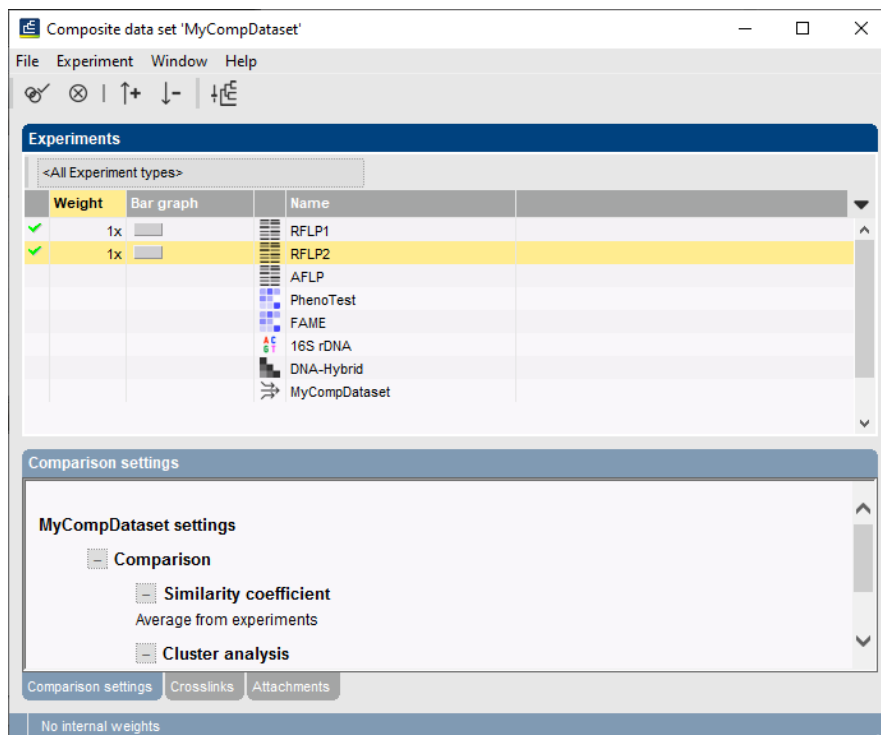 Composite data set 'MyCompDataset'
File Experiment Window Help
Experiments
<All Experiment types>
Weight Bar graph Name
1x RFLP1
1x RFLP2
AFLP
PhenoTest
FAME
A C G T 16S rDNA
DNA-Hybrid
MyCompDataset
Comparison settings
MyCompDataset settings
Comparison
Similarity coefficient
Average from experiments
Cluster analysis
Comparison settings Crosslinks Attachments
No internal weights